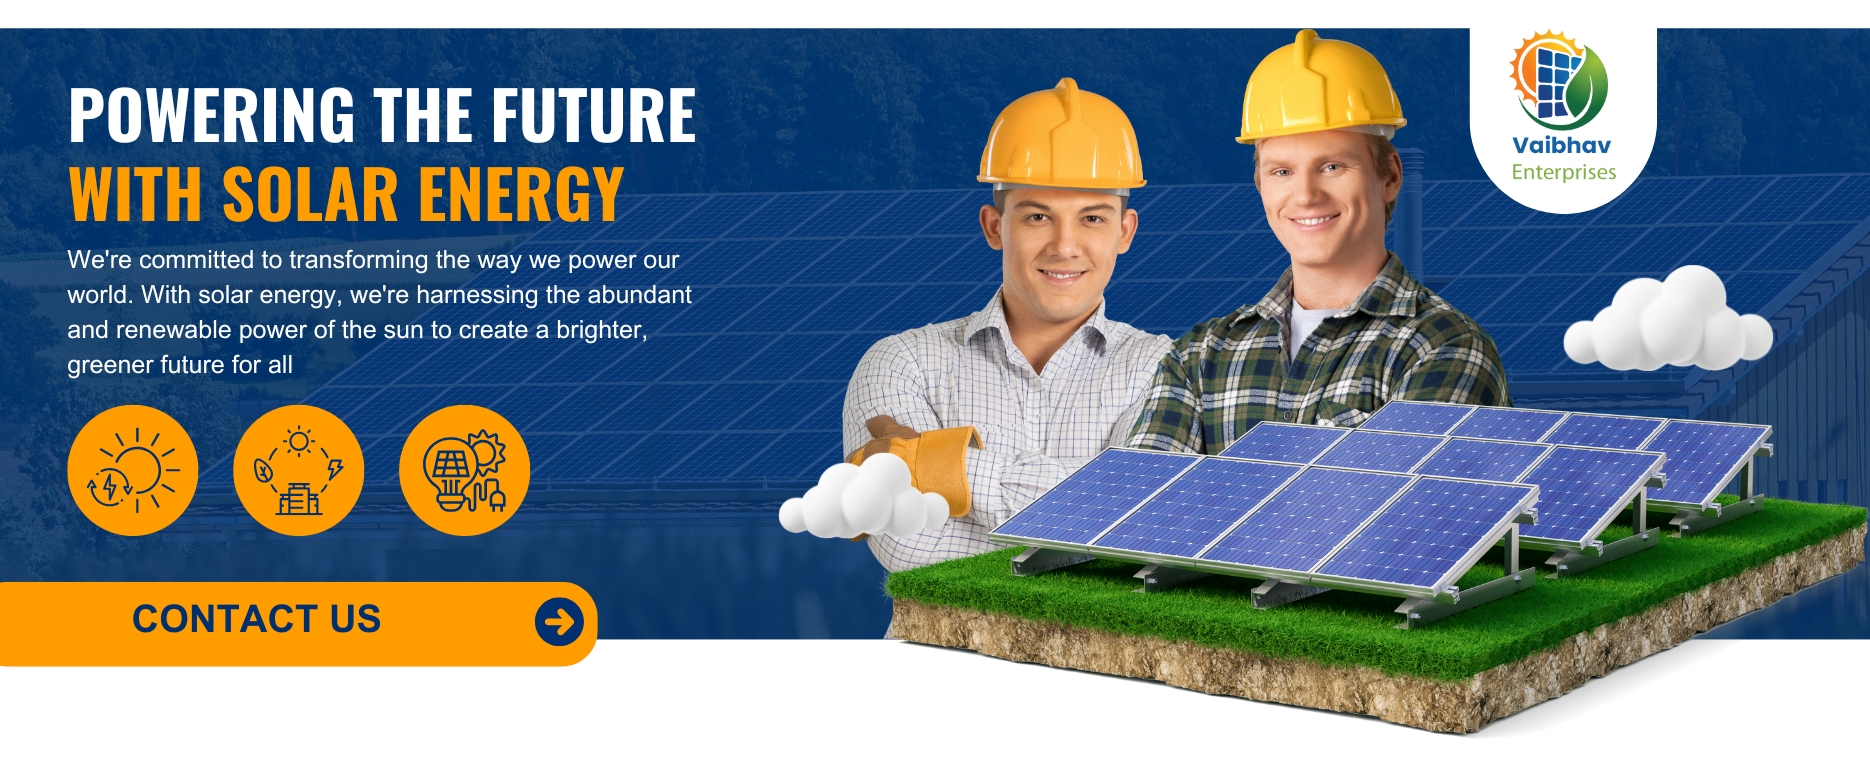 POWERING THE FUTURE
WITH SOLAR ENERGY
We're committed to transforming the way we power our
world. With solar energy, we're harnessing the abundant
and renewable power of the sun to create a brighter,
greener future for all
CONTACT US
Vaibhav
Enterprises